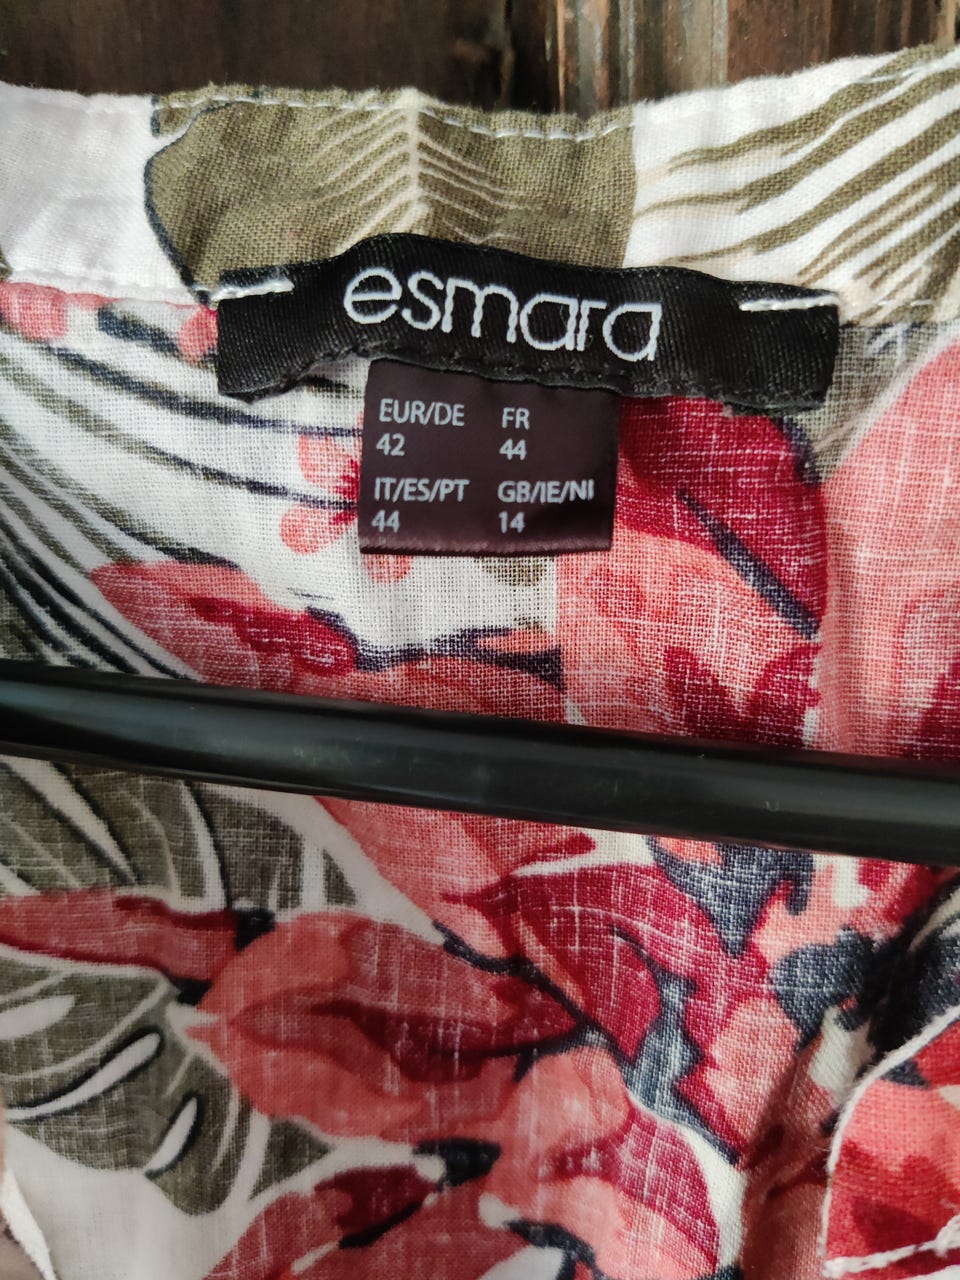 esmara
EUR/DE FR
42 44
IT/ES/PT GB/IE/NI
44 14